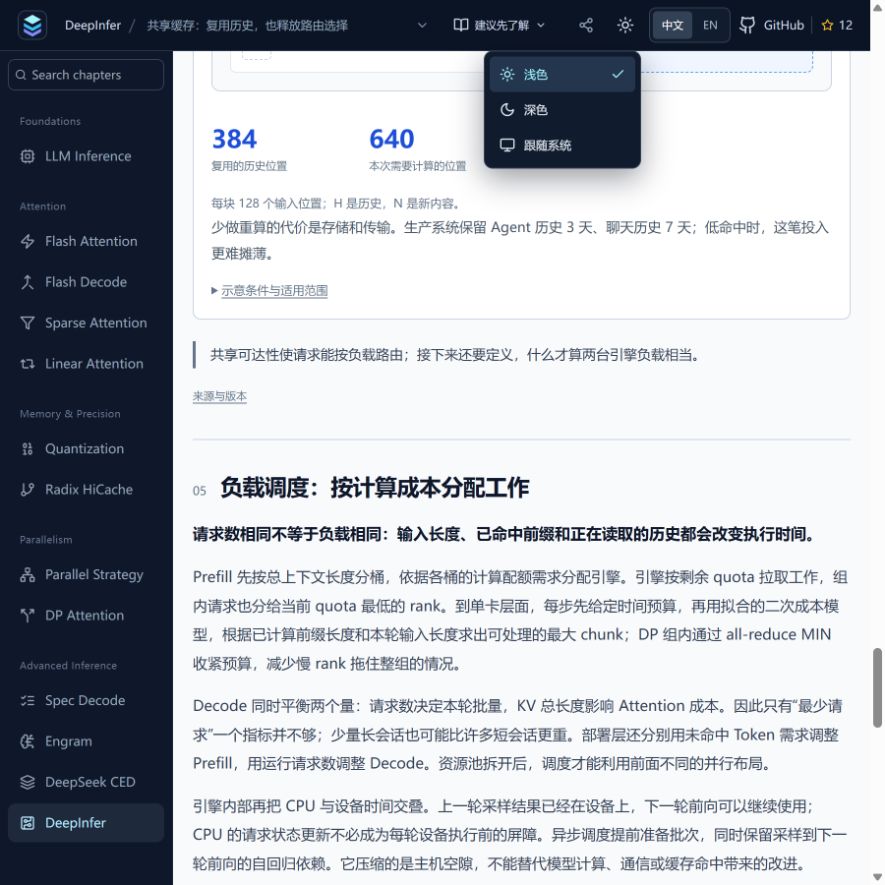 DeepInfer / 共享缓存：复用历史，也释放路由选择
建议先了解
中文 EN
GitHub
12
Search chapters
Foundations
LLM Inference
Attention
Flash Attention
Flash Decode
Sparse Attention
Linear Attention
Memory & Precision
Quantization
Radix HiCache
Parallelism
Parallel Strategy
DP Attention
Advanced Inference
Spec Decode
Engram
DeepSeek CED
DeepInfer
浅色
深色
跟随系统
384
复用的历史位置
640
本次需要计算的位置
每块 128 个输入位置；H 是历史，N 是新内容。
少做重算的代价是存储和传输。生产系统保留 Agent 历史 3 天、聊天历史 7 天；低命中时，这笔投入
更难摊薄。
示意条件与适用范围
共享可达性使请求能按负载路由；接下来还要定义，什么才算两台引擎负载相当。
来源与版本
05 负载调度：按计算成本分配工作
请求数相同不等于负载相同：输入长度、已命中前缀和正在读取的历史都会改变执行时间。
Prefill 先按总上下文长度分桶，依据各桶的计算配额需求分配引擎。引擎按剩余 quota 拉取工作，组
内请求也分给当前 quota 最低的 rank。到单卡层面，每步先给定时间预算，再用拟合的二次成本模
型，根据已计算前缀长度和本轮输入长度求出可处理的最大 chunk；DP 组内通过 all-reduce MIN
收紧预算，减少慢 rank 拖住整组的情况。
Decode 同时平衡两个量：请求数决定本轮批量，KV 总长度影响 Attention 成本。因此只有“最少请
求”一个指标并不够；少量长会话也可能比许多短会话更重。部署层还分别用未命中 Token 需求调整
Prefill，用运行请求数调整 Decode。资源池拆开后，调度才能利用前面不同的并行布局。
引擎内部再把 CPU 与设备时间交叠。上一轮采样结果已经在设备上，下一轮前向可以继续使用；
CPU 的请求状态更新不必成为每轮设备执行前的屏障。异步调度提前准备批次，同时保留采样到下一
轮前向的自回归依赖。它压缩的是主机空隙，不能替代模型计算、通信或缓存命中带来的改进。